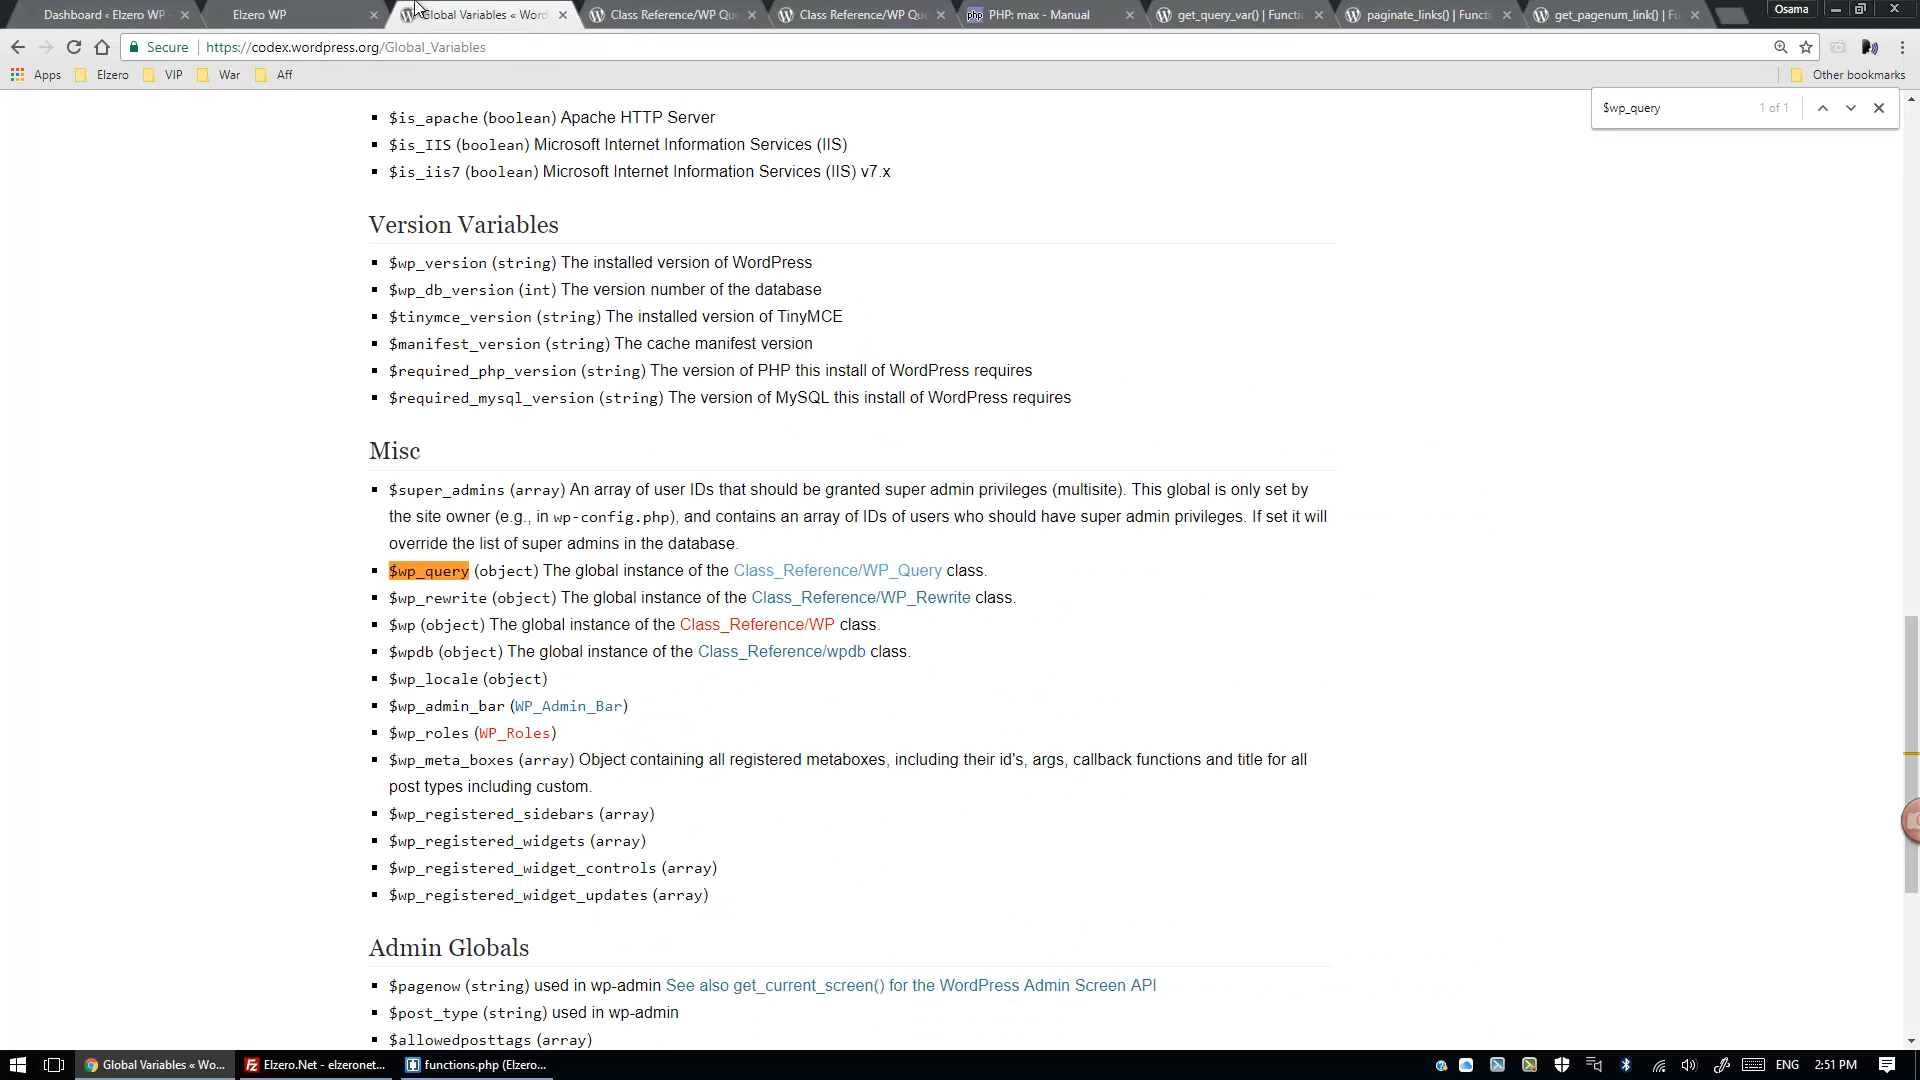 Dashboard ‹ Elzero WP
Elzero WP
Global Variables « Word
Class Reference/WP Qu
Class Reference/WP Qu
PHP: max - Manual
get_query_var() | Functio
paginate_links() | Functi
get_pagenum_link() | Fu
Osama
Secure
https://codex.wordpress.org/Global_Variables
Apps
Elzero
VIP
War
Aff
Other bookmarks
$wp_query
1 of 1
$is_apache (boolean) Apache HTTP Server
$is_IIS (boolean) Microsoft Internet Information Services (IIS)
$is_iis7 (boolean) Microsoft Internet Information Services (IIS) v7.x
Version Variables
$wp_version (string) The installed version of WordPress
$wp_db_version (int) The version number of the database
$tinymce_version (string) The installed version of TinyMCE
$manifest_version (string) The cache manifest version
$required_php_version (string) The version of PHP this install of WordPress requires
$required_mysql_version (string) The version of MySQL this install of WordPress requires
Misc
$super_admins (array) An array of user IDs that should be granted super admin privileges (multisite). This global is only set by
the site owner (e.g., in wp-config.php), and contains an array of IDs of users who should have super admin privileges. If set it will
override the list of super admins in the database.
$wp_query (object) The global instance of the Class_Reference/WP_Query class.
$wp_rewrite (object) The global instance of the Class_Reference/WP_Rewrite class.
$wp (object) The global instance of the Class_Reference/WP class.
$wpdb (object) The global instance of the Class_Reference/wpdb class.
$wp_locale (object)
$wp_admin_bar (WP_Admin_Bar)
$wp_roles (WP_Roles)
$wp_meta_boxes (array) Object containing all registered metaboxes, including their id's, args, callback functions and title for all
post types including custom.
$wp_registered_sidebars (array)
$wp_registered_widgets (array)
$wp_registered_widget_controls (array)
$wp_registered_widget_updates (array)
Admin Globals
$pagenow (string) used in wp-admin See also get_current_screen() for the WordPress Admin Screen API
$post_type (string) used in wp-admin
$allowedposttags (array)
Global Variables « Wo...
Elzero.Net - elzeronet...
functions.php (Elzero...
ENG
2:51 PM